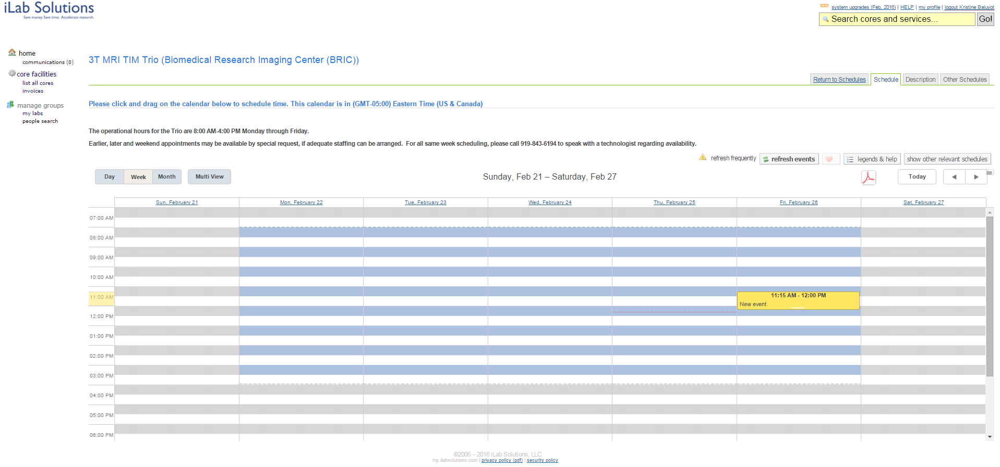 iLab Solutions
Save money. Save time. Accelerate research.
NEW system upgrades (Feb, 2016) | HELP | my profile | logout Kristine Baluyot
Search cores and services... Go!
home
communications (0)
core facilities
list all cores
invoices
manage groups
my labs
people search
3T MRI TIM Trio (Biomedical Research Imaging Center (BRIC))
Return to Schedules Schedule Description Other Schedules
Please click and drag on the calendar below to schedule time. This calendar is in (GMT-05:00) Eastern Time (US & Canada)
The operational hours for the Trio are 8:00 AM-4:00 PM Monday through Friday.
Earlier, later and weekend appointments may be available by special request, if adequate staffing can be arranged. For all same week scheduling, please call 919-843-6194 to speak with a technologist regarding availability.
refresh frequently refresh events legends & help show other relevant schedules
Day Week Month Multi View Sunday, Feb 21 – Saturday, Feb 27 Today
Sun, February 21 Mon, February 22 Tue, February 23 Wed, February 24 Thu, February 25 Fri, February 26 Sat, February 27
07:00 AM
08:00 AM
09:00 AM
10:00 AM
11:00 AM
11:15 AM - 12:00 PM
New event
12:00 PM
01:00 PM
02:00 PM
03:00 PM
04:00 PM
05:00 PM
06:00 PM
©2006 – 2016 iLab Solutions, LLC.
my.ilabsolutions.com | privacy policy (pdf) | security policy